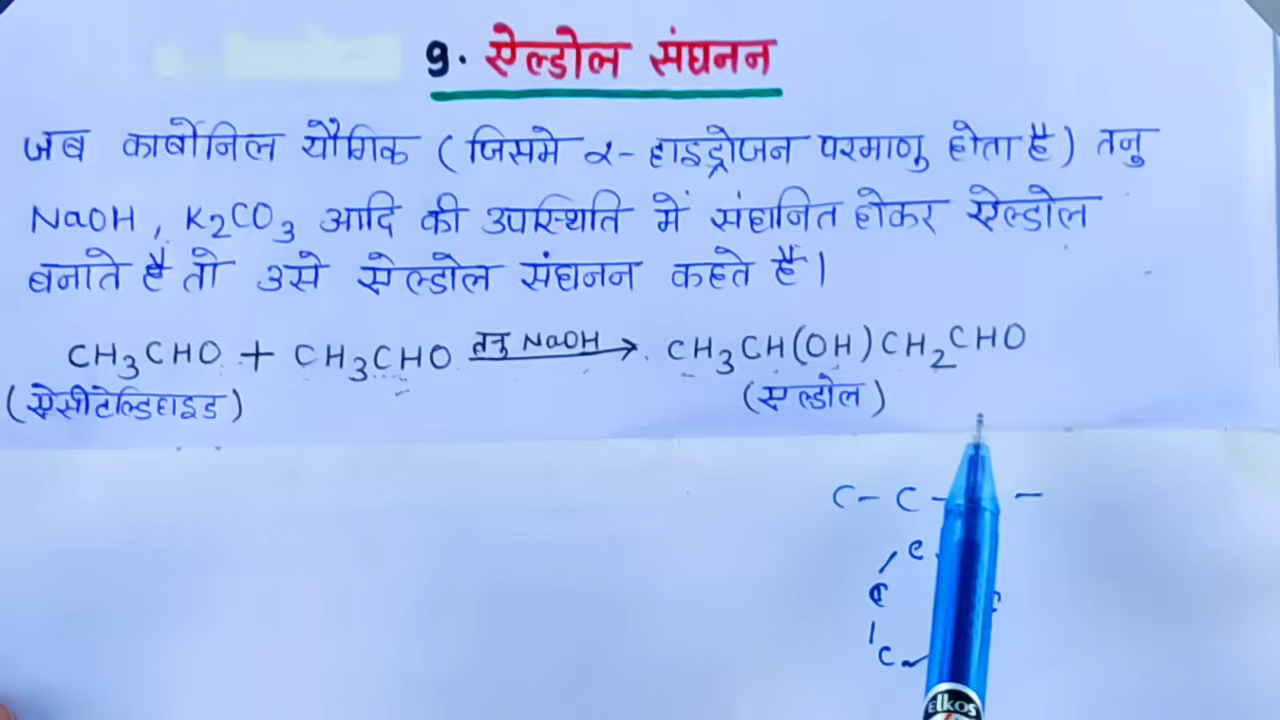 9. ऐल्डोल संघनन
जब कार्बोनिल यौगिक (जिसमे α-हाइड्रोजन परमाणु होता है) तनु
NaOH, K2CO3 आदि की उपस्थिति में संघनित होकर ऐल्डोल
बनाते है तो उसे ऐल्डोल संघनन कहते हैं।
CH3CHO + CH3CHO तनु NaOH → CH3CH(OH)CH2CHO
(ऐसीटेल्डिहाइड) (एल्डोल)
C-C- -
C
C
C
elkos